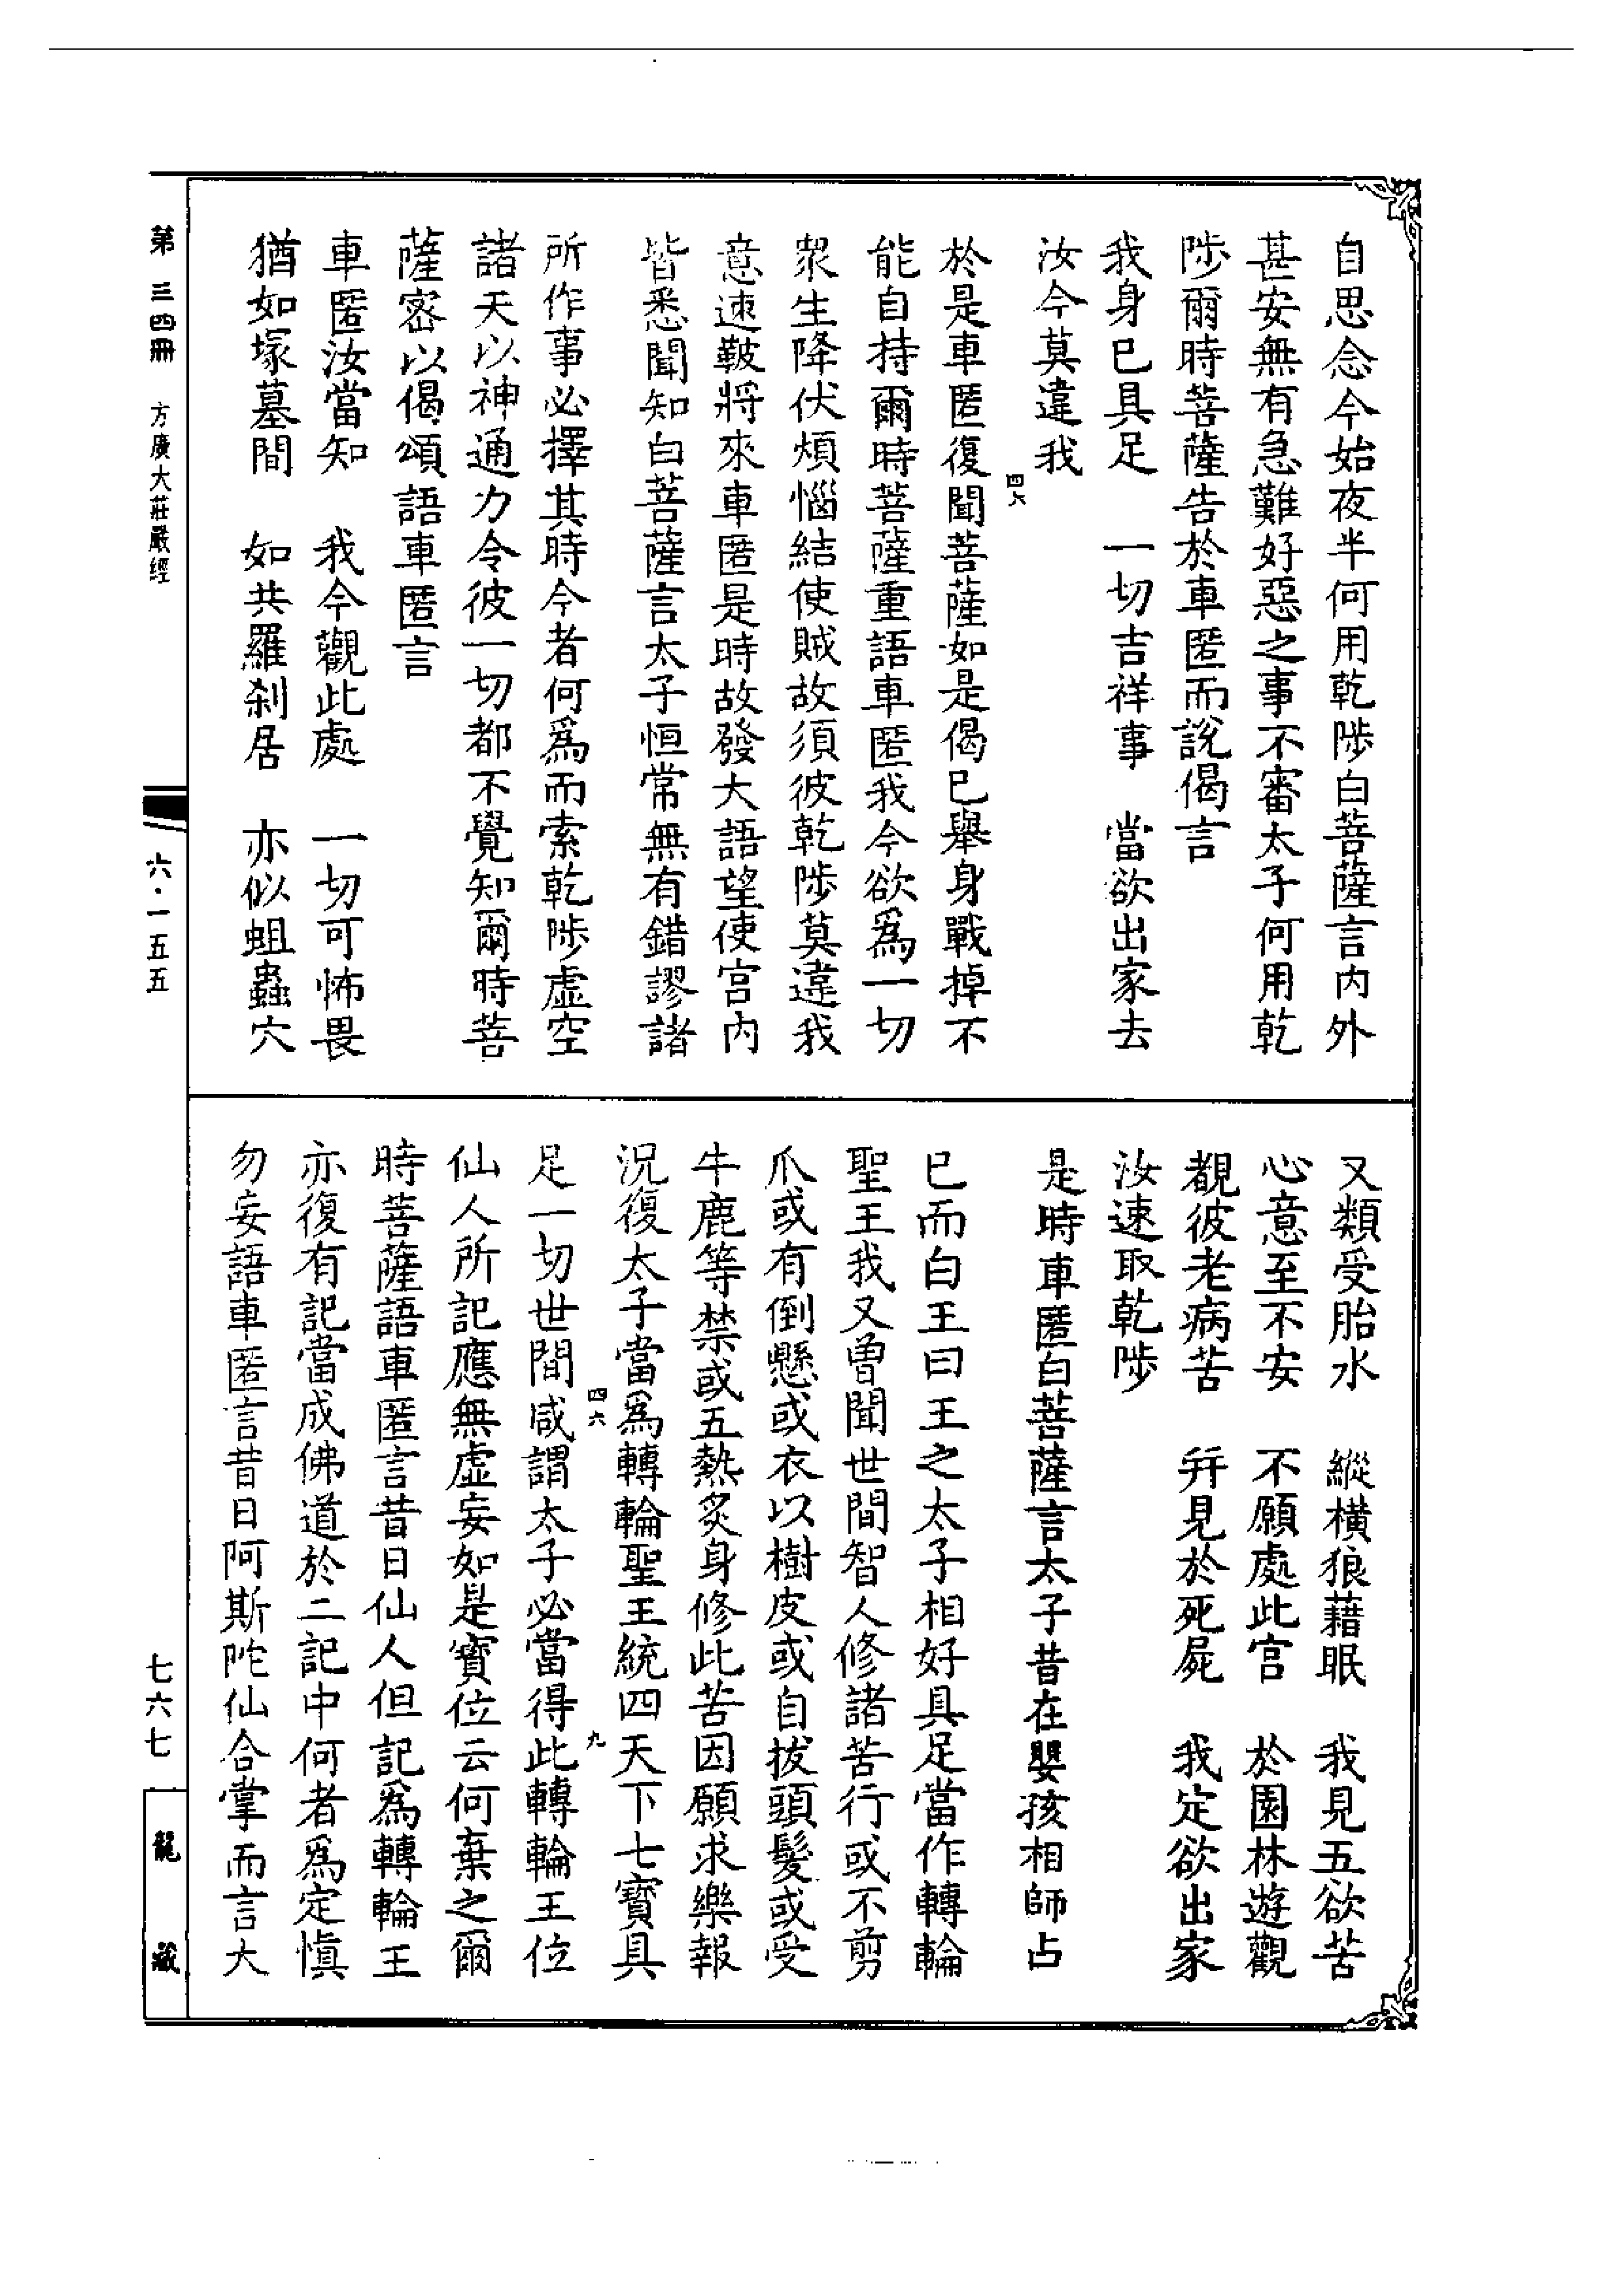 自思念今始夜半何用乾陟白菩薩言内外
甚安無有急難好惡之事不審太子何用乾
陟爾時菩薩告於車匿而說偈言
我身已具足　一切吉祥事　當欲出家去
汝今莫違我
四六
於是車匿復聞菩薩如是偈已舉身戰掉不
能自持爾時菩薩重語車匿我今欲爲一切
衆生降伏煩惱結使賊故須彼乾陟莫違我
意速鞁將來車匿是時故發大語望使宫内
皆悉聞知白菩薩言太子恒常無有錯謬諸
所作事必擇其時今者何爲而索乾陟虛空
諸天以神通力令彼一切都不覺知爾時菩
薩密以偈頌語車匿言
車匿汝當知　我今觀此處　一切可怖畏
猶如塚墓間　如共羅剎居　亦似蛆蟲穴
又類受胎水　縱横狼藉眠　我見五欲苦
心意至不安　不願處此宫　於園林遊觀
覩彼老病苦　幷見於死屍　我定欲出家
汝速取乾陟
是時車匿白菩薩言太子昔在嬰孩相師占
已而白王曰王之太子相好具足當作轉輪
聖王我又曾聞世間智人修諸苦行或不剪
爪或有倒懸或衣以樹皮或自拔頭髮或受
牛鹿等禁或五熱炙身修此苦因願求樂報
況復太子當爲轉輪聖王統四天下七寶具
四六　九
足一切世間咸謂太子必當得此轉輪王位
仙人所記應無虛妄如是寶位云何棄之爾
時菩薩語車匿言昔日仙人但記爲轉輪王
亦復有記當成佛道於二記中何者爲定愼
勿妄語車匿言昔日阿斯陀仙合掌而言大
第三四冊　方廣大莊嚴經
六·一五五
七六七
龍藏